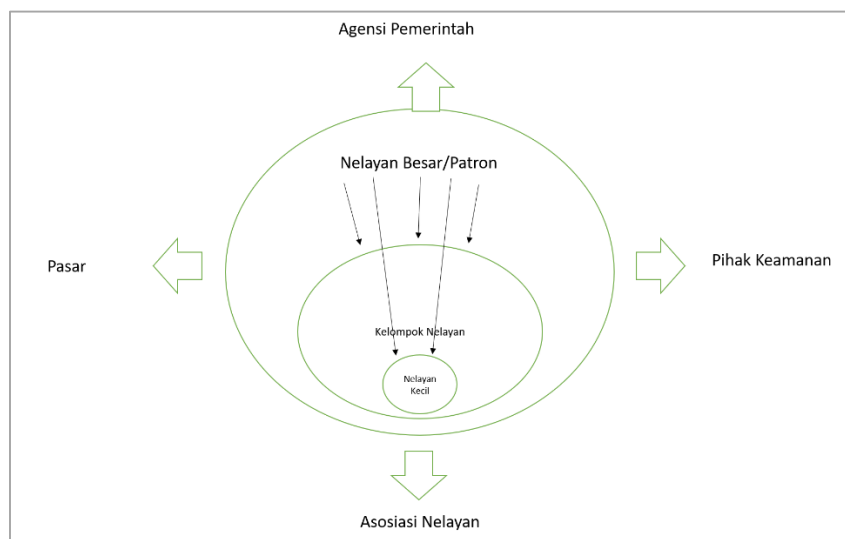 Agensi Pemerintah
Nelayan Besar/Patron
Pasar
Pihak Keamanan
Kelompok Nelayan
Nelayan
Kecil
Asosiasi Nelayan